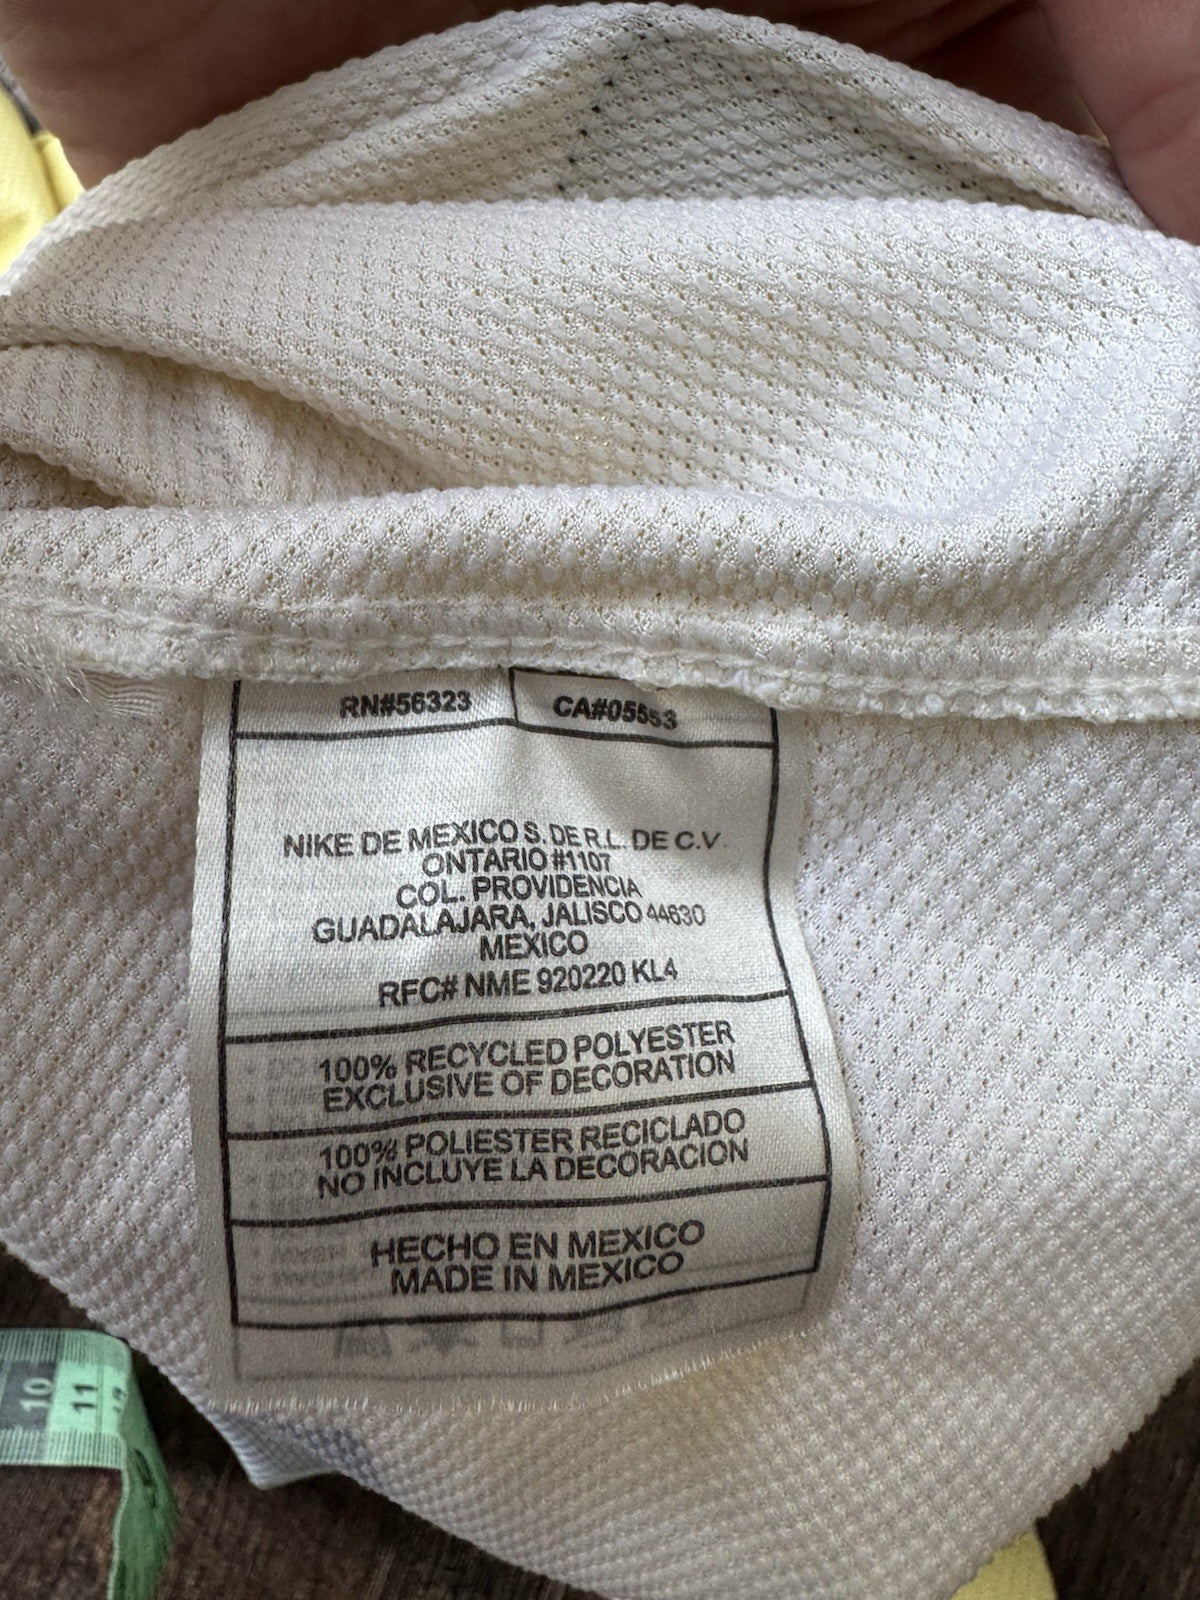 RN#56323 CA#05553
NIKE DE MEXICO S. DE R.L. DE C.V.
ONTARIO #1107
COL. PROVIDENCIA
GUADALAJARA, JALISCO 44630
MEXICO
RFC# NME 920220 KL4
100% RECYCLED POLYESTER
EXCLUSIVE OF DECORATION
100% POLIESTER RECICLADO
NO INCLUYE LA DECORACION
HECHO EN MEXICO
MADE IN MEXICO
10 11